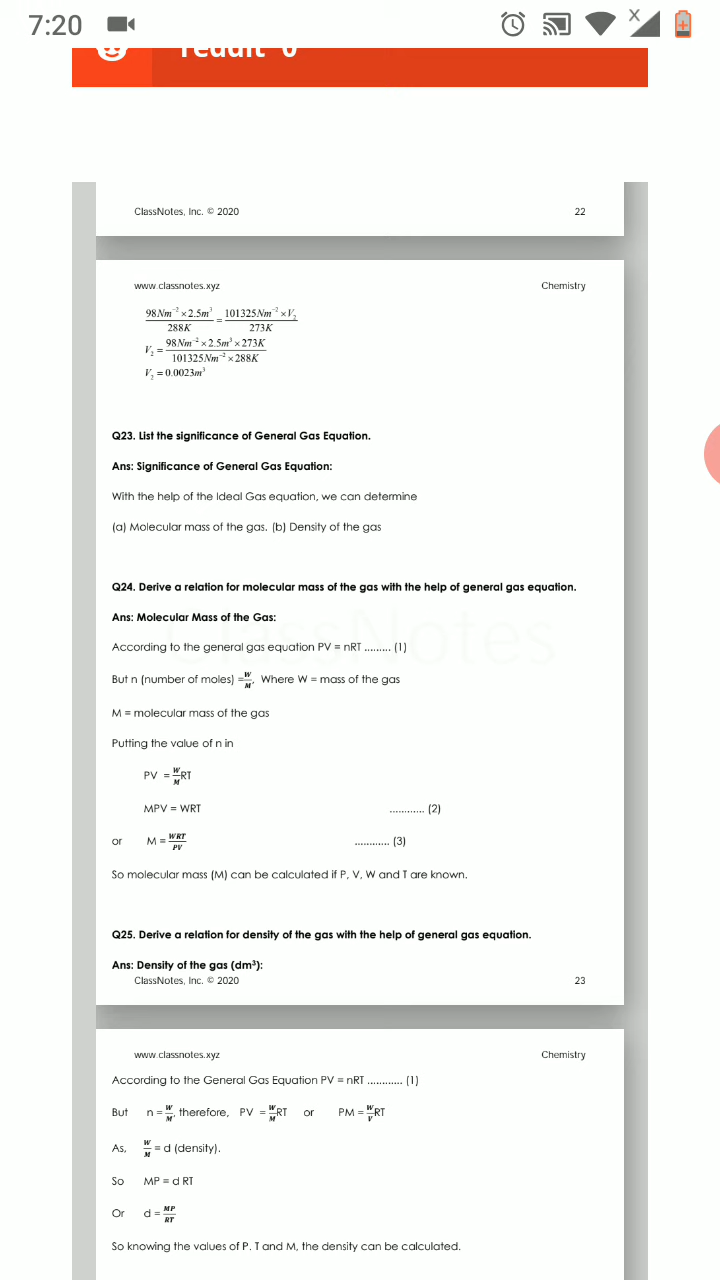 7:20
reddit 0
ClassNotes, Inc. © 2020 22
www.classnotes.xyz Chemistry
98Nm⁻²×2.5m³/288K = 101325Nm⁻²×V₂/273K
V₂ = 98Nm⁻²×2.5m³×273K/101325Nm⁻²×288K
V₂ = 0.0023m³
Q23. List the significance of General Gas Equation.
Ans: Significance of General Gas Equation:
With the help of the Ideal Gas equation, we can determine
(a) Molecular mass of the gas. (b) Density of the gas
Q24. Derive a relation for molecular mass of the gas with the help of general gas equation.
Ans: Molecular Mass of the Gas:
ClassNotes
According to the general gas equation PV = nRT ......... (1)
But n (number of moles) =W/M, Where W = mass of the gas
M = molecular mass of the gas
Putting the value of n in
PV = W/M RT
MPV = WRT ............ (2)
or M = WRT/PV ............ (3)
So molecular mass (M) can be calculated if P, V, W and T are known.
Q25. Derive a relation for density of the gas with the help of general gas equation.
Ans: Density of the gas (dm³):
ClassNotes, Inc. © 2020 23
www.classnotes.xyz Chemistry
According to the General Gas Equation PV = nRT ............ (1)
But n = W/M, therefore, PV = W/M RT or PM = W/V RT
As, W/M = d (density).
So MP = d RT
Or d = MP/RT
So knowing the values of P. T and M, the density can be calculated.